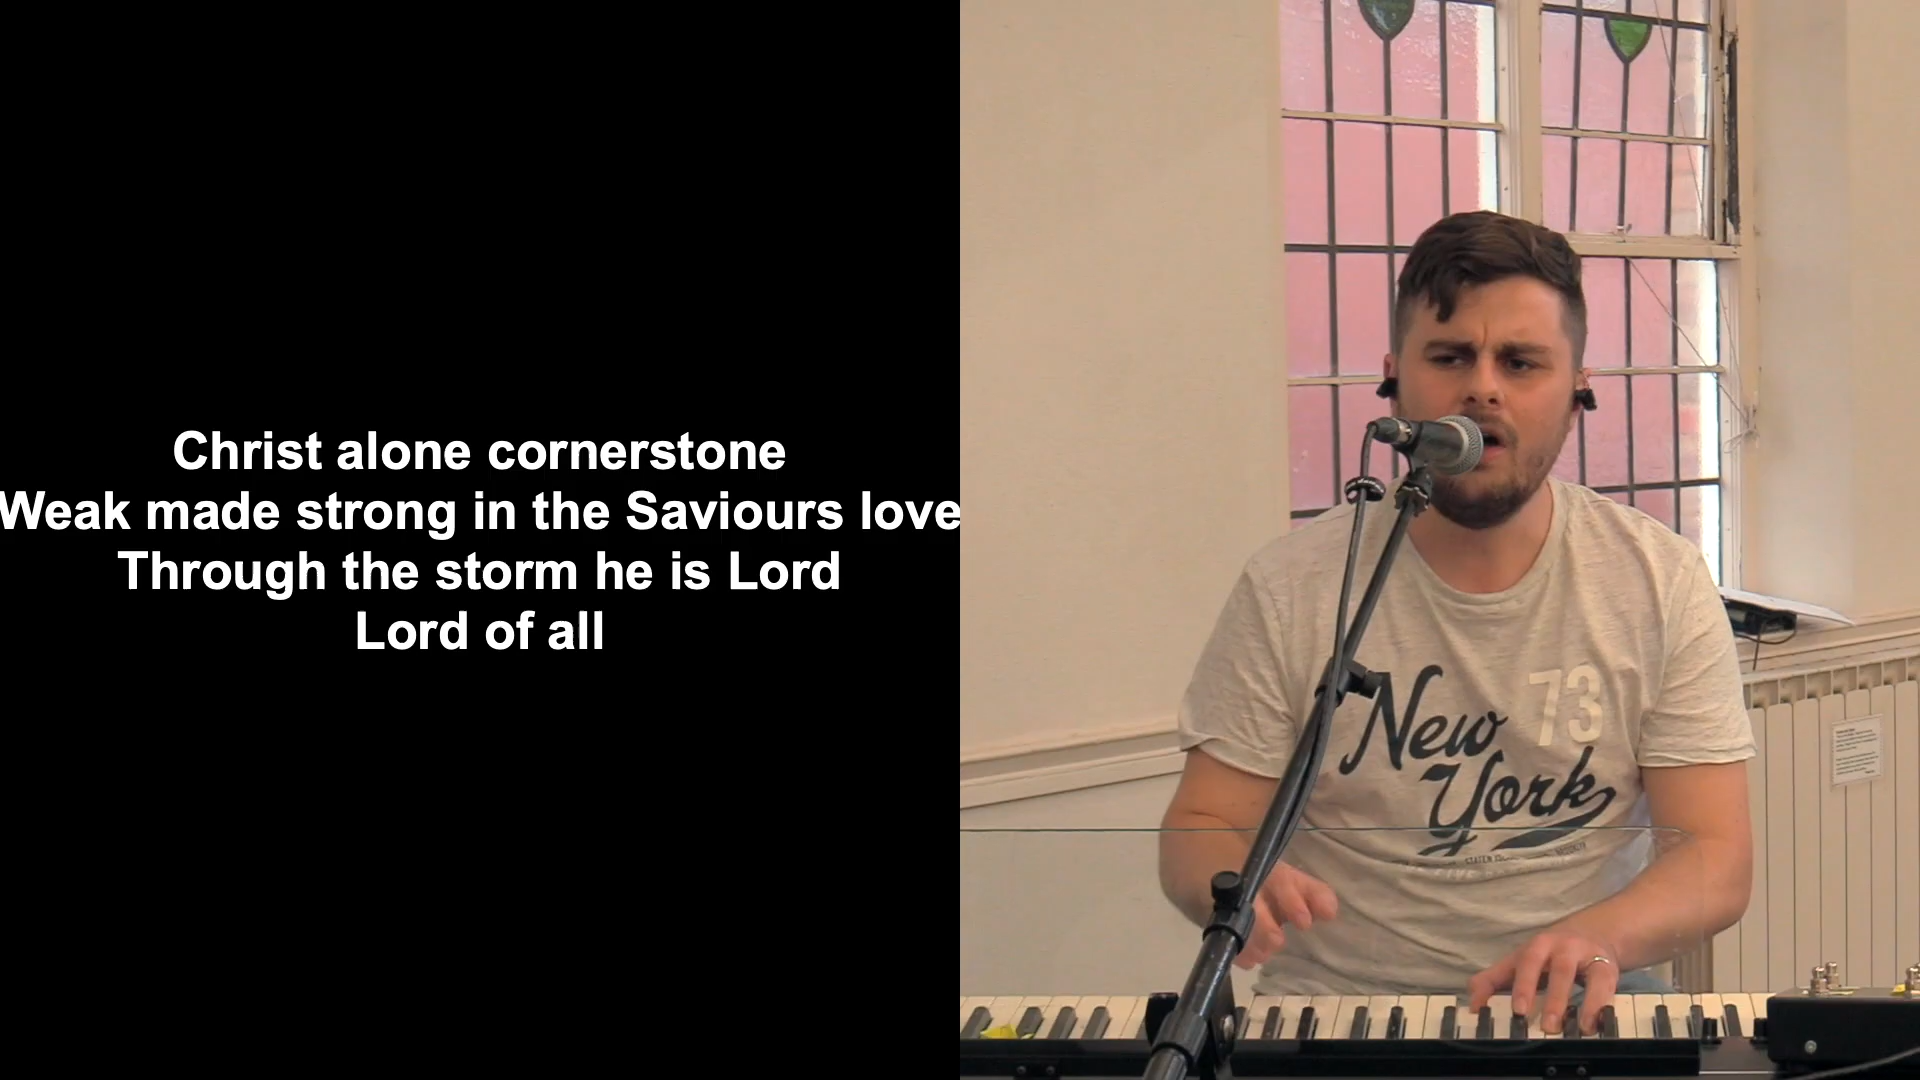 Christ alone cornerstone
Weak made strong in the Saviours love
Through the storm he is Lord
Lord of all
New 73
York